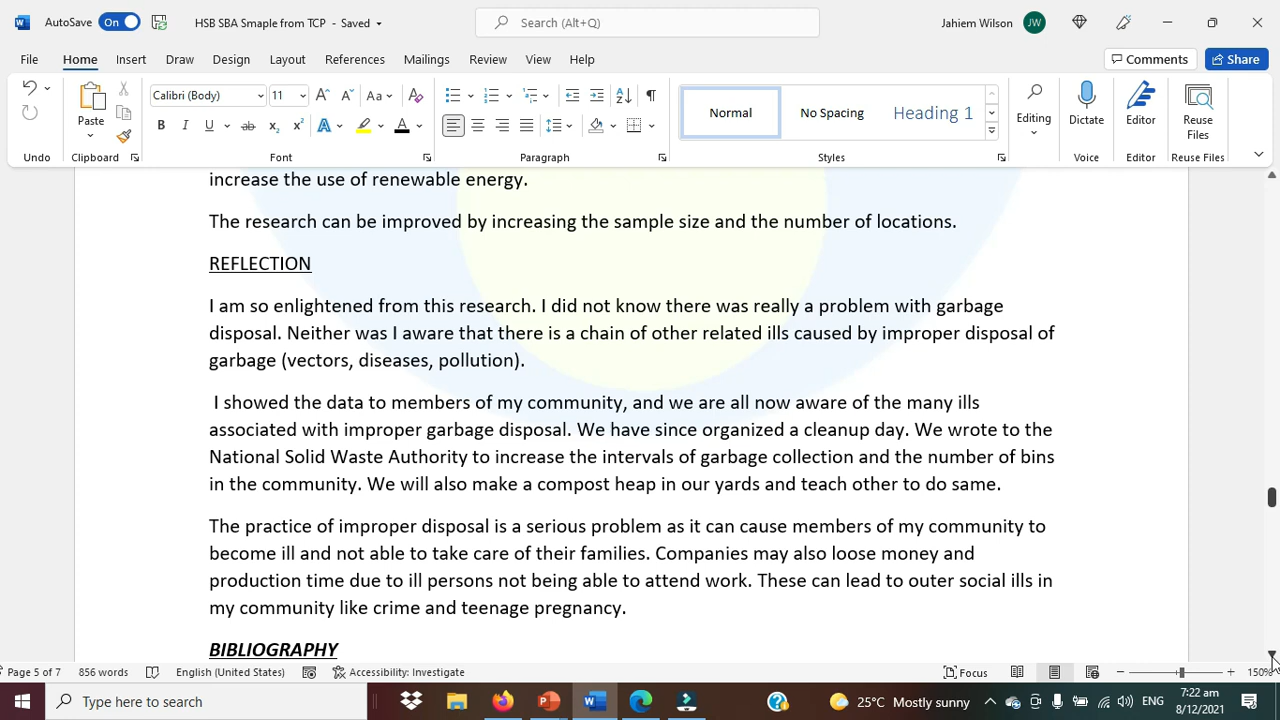 AutoSave On HSB SBA Smaple from TCP - Saved Search (Alt+Q) Jahiem Wilson JW
File Home Insert Draw Design Layout References Mailings Review View Help Comments Share
Calibri (Body) 11 Aa Normal No Spacing Heading 1
Paste B I U ab x2 x2 A A Editing Dictate Editor Reuse Files
Undo Clipboard Font Paragraph Styles Voice Editor Reuse Files
increase the use of renewable energy.
The research can be improved by increasing the sample size and the number of locations.
REFLECTION
I am so enlightened from this research. I did not know there was really a problem with garbage
disposal. Neither was I aware that there is a chain of other related ills caused by improper disposal of
garbage (vectors, diseases, pollution).
I showed the data to members of my community, and we are all now aware of the many ills
associated with improper garbage disposal. We have since organized a cleanup day. We wrote to the
National Solid Waste Authority to increase the intervals of garbage collection and the number of bins
in the community. We will also make a compost heap in our yards and teach other to do same.
The practice of improper disposal is a serious problem as it can cause members of my community to
become ill and not able to take care of their families. Companies may also loose money and
production time due to ill persons not being able to attend work. These can lead to outer social ills in
my community like crime and teenage pregnancy.
BIBLIOGRAPHY
Page 5 of 7 856 words English (United States) Accessibility: Investigate Focus 150%
Type here to search 25°C Mostly sunny ENG 7:22 am
8/12/2021